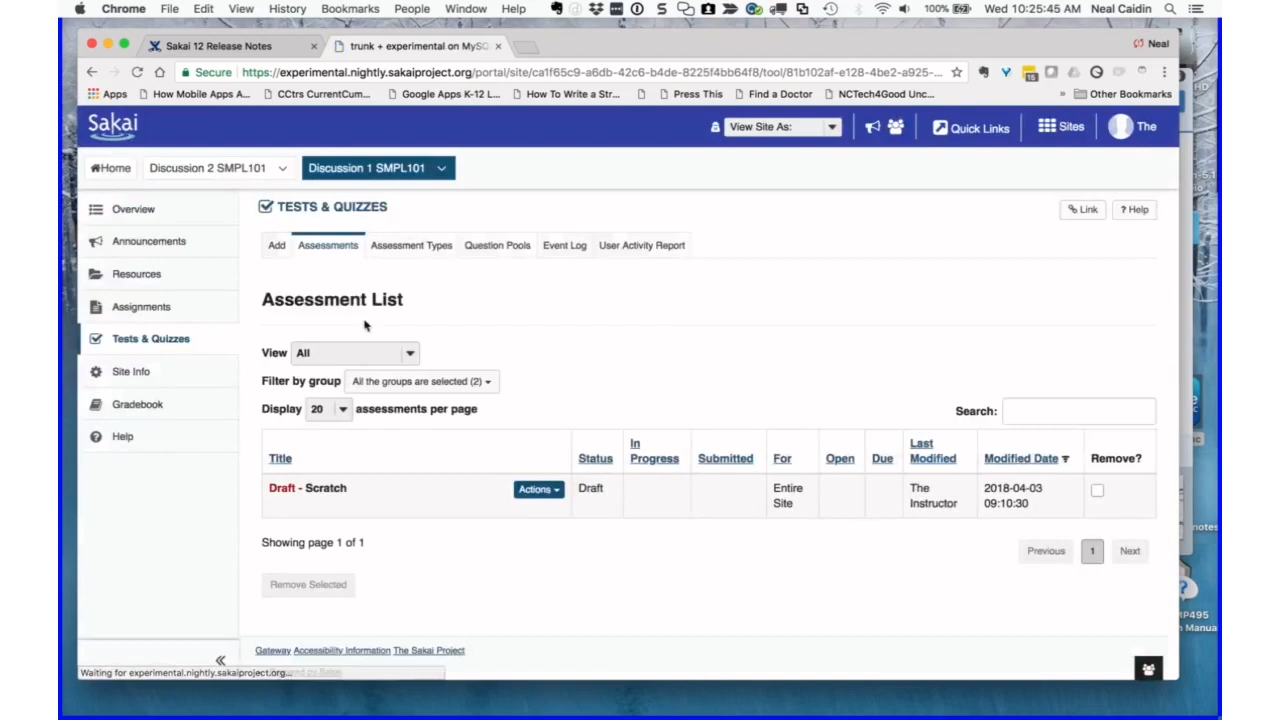 Chrome File Edit View History Bookmarks People Window Help 100% Wed 10:25:45 AM Neal Caidin
Sakai 12 Release Notes × trunk + experimental on MySQ × Neal
Secure https://experimental.nightly.sakaiproject.org/portal/site/ca1f65c9-a6db-42c6-b4de-8225f4bb64f8/tool/81b102af-e128-4be2-a925-...
Apps How Mobile Apps A... CCtrs CurrentCum... Google Apps K-12 L... How To Write a Str... Press This Find a Doctor NCTech4Good Unc... » Other Bookmarks
Sakai View Site As: Quick Links Sites The
Home Discussion 2 SMPL101 Discussion 1 SMPL101
Overview
Announcements
Resources
Assignments
Tests & Quizzes
Site Info
Gradebook
Help
TESTS & QUIZZES
Link ? Help
Add Assessments Assessment Types Question Pools Event Log User Activity Report
Assessment List
View All
Filter by group All the groups are selected (2)
Display 20 assessments per page
Search:
Title Status In Progress Submitted For Open Due Last Modified Modified Date Remove?
Draft - Scratch Actions Draft Entire Site The Instructor 2018-04-03 09:10:30
Showing page 1 of 1
Previous 1 Next
Remove Selected
Gateway Accessibility Information The Sakai Project
Waiting for experimental.nightly.sakaiproject.org...
notes
MP495
n Manua